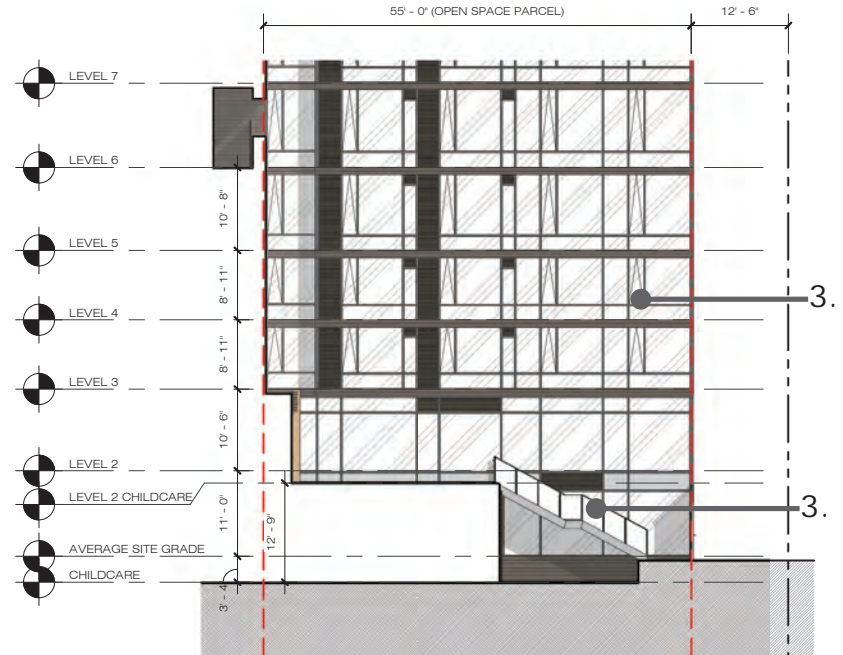 55' - 0" (OPEN SPACE PARCEL)
12' - 6"
LEVEL 7
LEVEL 6
10' - 8"
LEVEL 5
8' - 11"
LEVEL 4
3.
8' - 11"
LEVEL 3
10' - 6"
LEVEL 2
LEVEL 2 CHILDCARE
11' - 0"
12' - 9"
3.
AVERAGE SITE GRADE
CHILDCARE
3' - 4